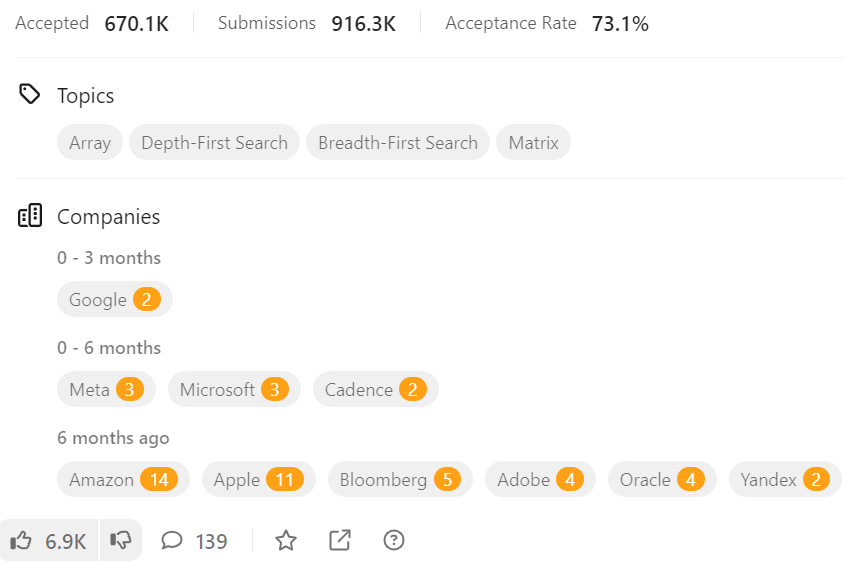 Accepted 670.1K Submissions 916.3K Acceptance Rate 73.1%
Topics
Array Depth-First Search Breadth-First Search Matrix
Companies
0 - 3 months
Google 2
0 - 6 months
Meta 3 Microsoft 3 Cadence 2
6 months ago
Amazon 14 Apple 11 Bloomberg 5 Adobe 4 Oracle 4 Yandex 2
6.9K 139